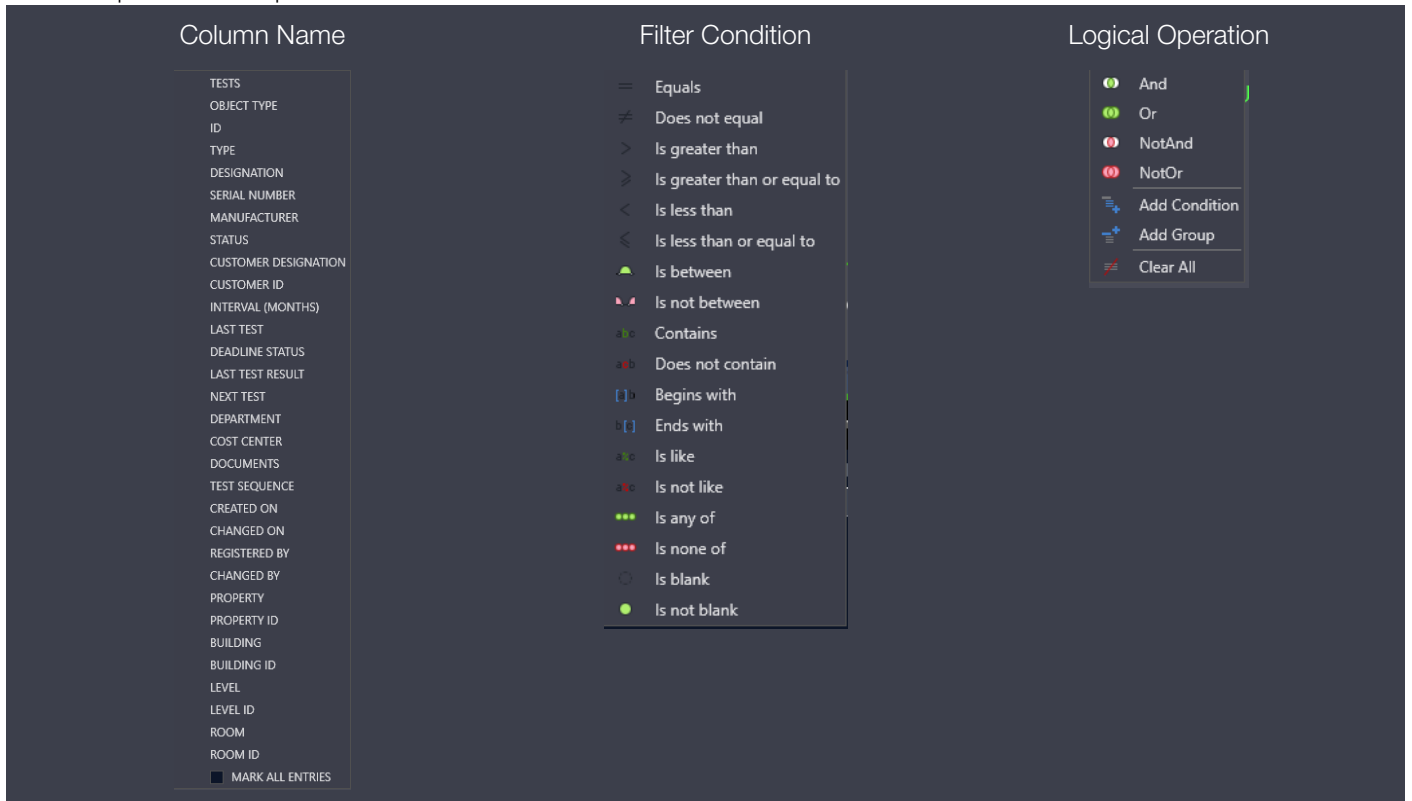 Column Name
TESTS
OBJECT TYPE
ID
TYPE
DESIGNATION
SERIAL NUMBER
MANUFACTURER
STATUS
CUSTOMER DESIGNATION
CUSTOMER ID
INTERVAL (MONTHS)
LAST TEST
DEADLINE STATUS
LAST TEST RESULT
NEXT TEST
DEPARTMENT
COST CENTER
DOCUMENTS
TEST SEQUENCE
CREATED ON
CHANGED ON
REGISTERED BY
CHANGED BY
PROPERTY
PROPERTY ID
BUILDING
BUILDING ID
LEVEL
LEVEL ID
ROOM
ROOM ID
MARK ALL ENTRIES
Filter Condition
Equals
Does not equal
Is greater than
Is greater than or equal to
Is less than
Is less than or equal to
Is between
Is not between
Contains
Does not contain
Begins with
Ends with
Is like
Is not like
Is any of
Is none of
Is blank
Is not blank
Logical Operation
And
Or
NotAnd
NotOr
Add Condition
Add Group
Clear All